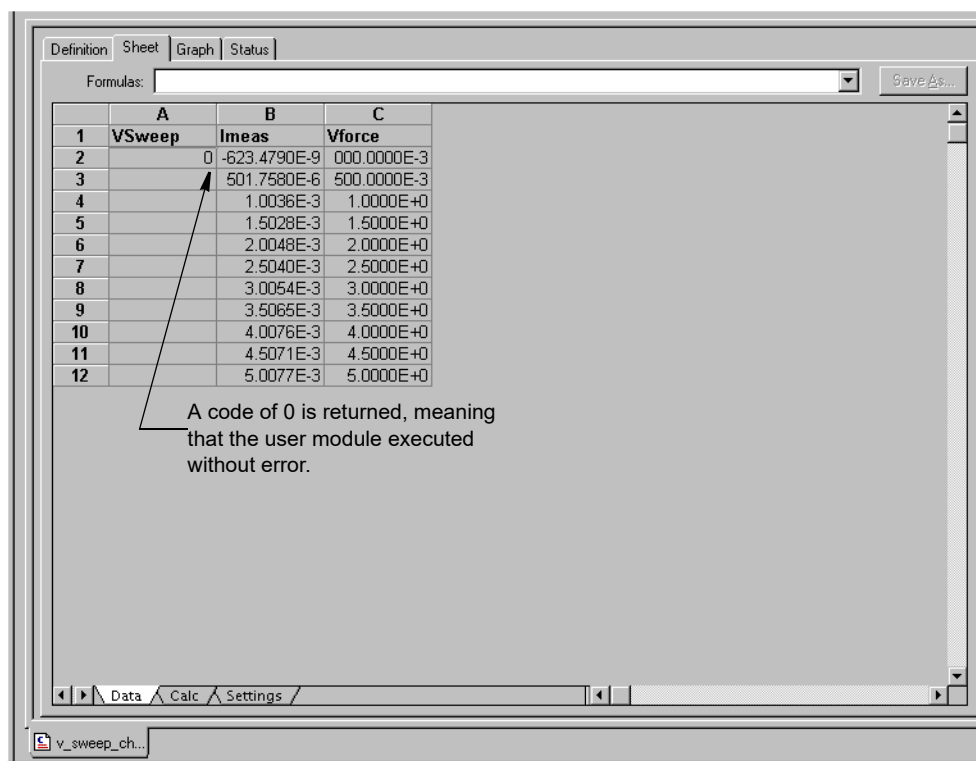 Definition Sheet Graph Status
Formulas: Save As...
A B C
1 VSweep Imeas Vforce
2 0 -623.4790E-9 000.0000E-3
3 501.7580E-6 500.0000E-3
4 1.0036E-3 1.0000E+0
5 1.5028E-3 1.5000E+0
6 2.0048E-3 2.0000E+0
7 2.5040E-3 2.5000E+0
8 3.0054E-3 3.0000E+0
9 3.5065E-3 3.5000E+0
10 4.0076E-3 4.0000E+0
11 4.5071E-3 4.5000E+0
12 5.0077E-3 5.0000E+0
A code of 0 is returned, meaning
that the user module executed
without error.
Data Calc Settings
v_sweep_ch...